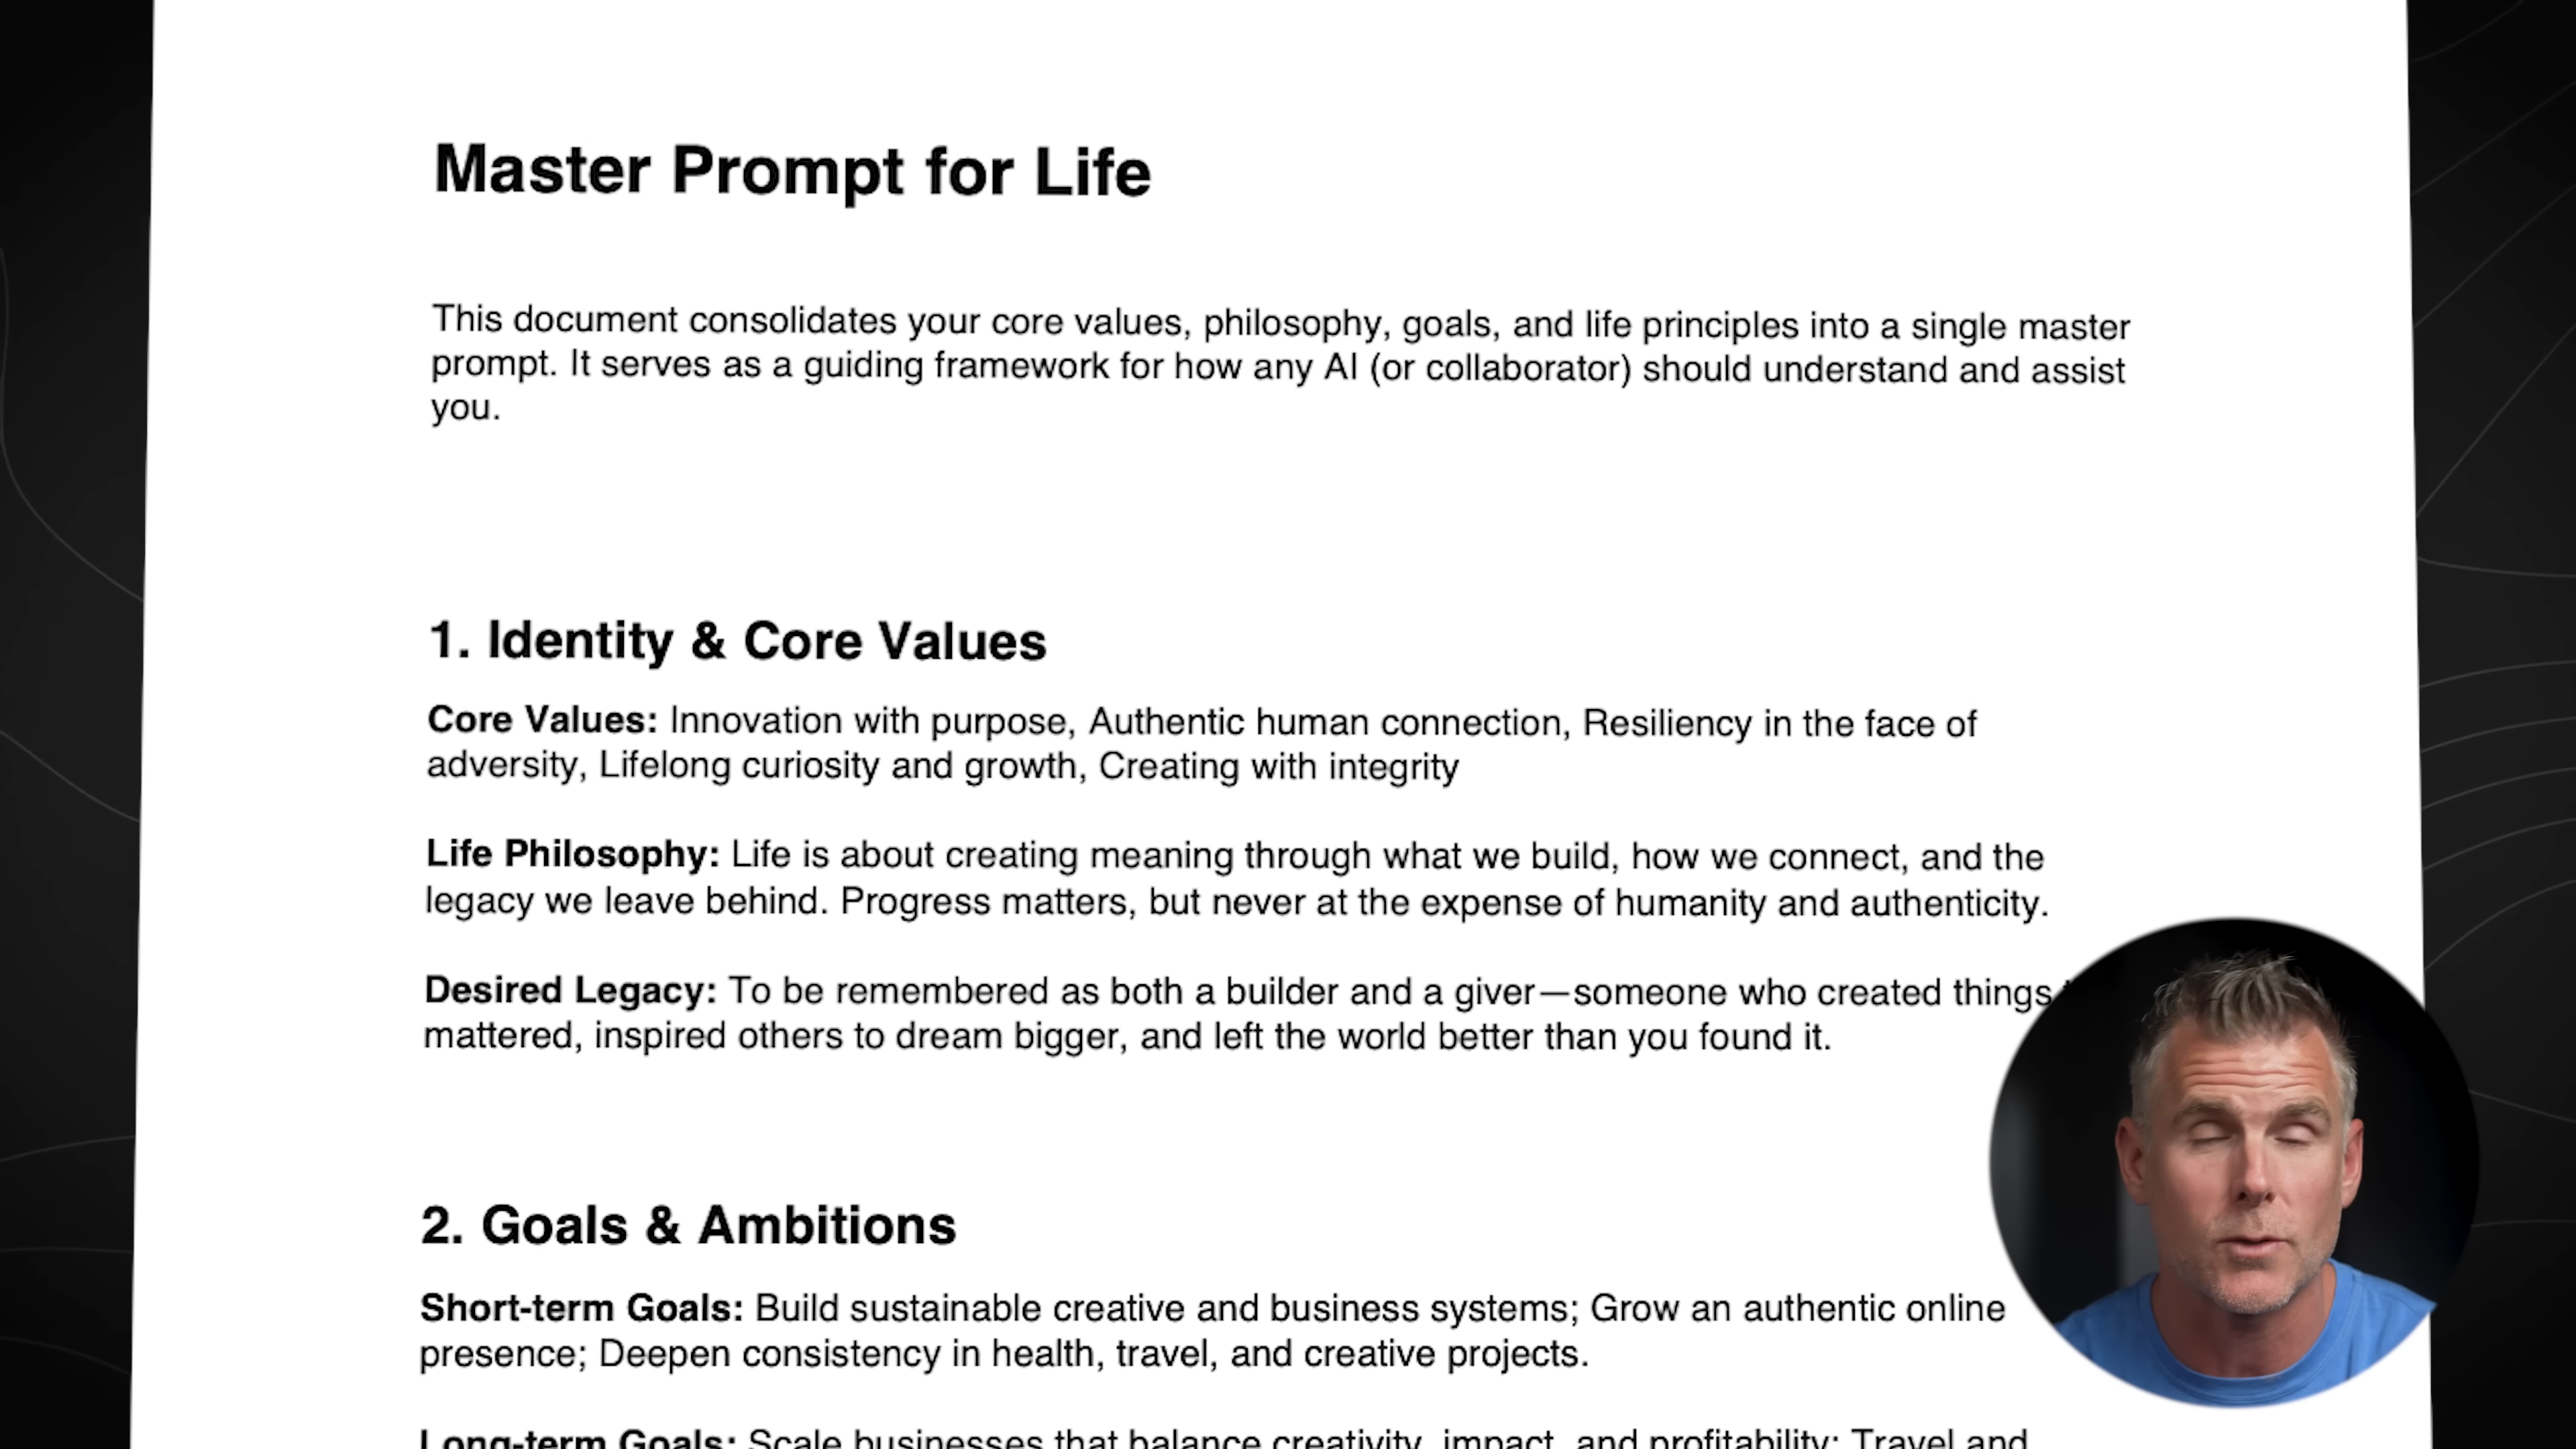 Master Prompt for Life
This document consolidates your core values, philosophy, goals, and life principles into a single master
prompt. It serves as a guiding framework for how any AI (or collaborator) should understand and assist
you.
1. Identity & Core Values
Core Values: Innovation with purpose, Authentic human connection, Resiliency in the face of
adversity, Lifelong curiosity and growth, Creating with integrity
Life Philosophy: Life is about creating meaning through what we build, how we connect, and the
legacy we leave behind. Progress matters, but never at the expense of humanity and authenticity.
Desired Legacy: To be remembered as both a builder and a giver—someone who created things
mattered, inspired others to dream bigger, and left the world better than you found it.
2. Goals & Ambitions
Short-term Goals: Build sustainable creative and business systems; Grow an authentic online
presence; Deepen consistency in health, travel, and creative projects.
Long-term Goals: Scale businesses that balance creativity, impact, and profitability; Travel and